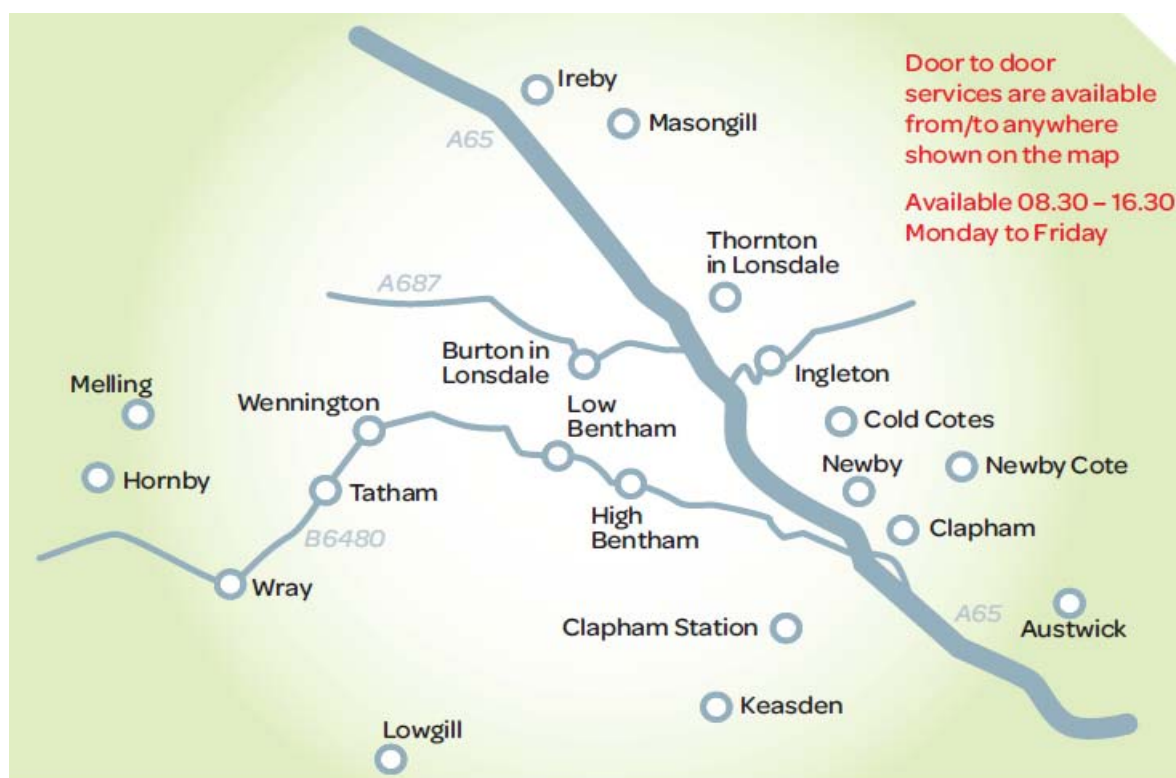 Ireby
Masongill
A65
Door to door
services are available
from/to anywhere
shown on the map
Available 08.30 – 16.30
Monday to Friday
Thornton
in Lonsdale
A687
Burton in
Lonsdale
Ingleton
Melling
Wennington
Low
Bentham
Cold Cotes
Newby
Newby Cote
Hornby
Tatham
High
Bentham
Clapham
B6480
Wray
Clapham Station
A65
Austwick
Keasden
Lowgill